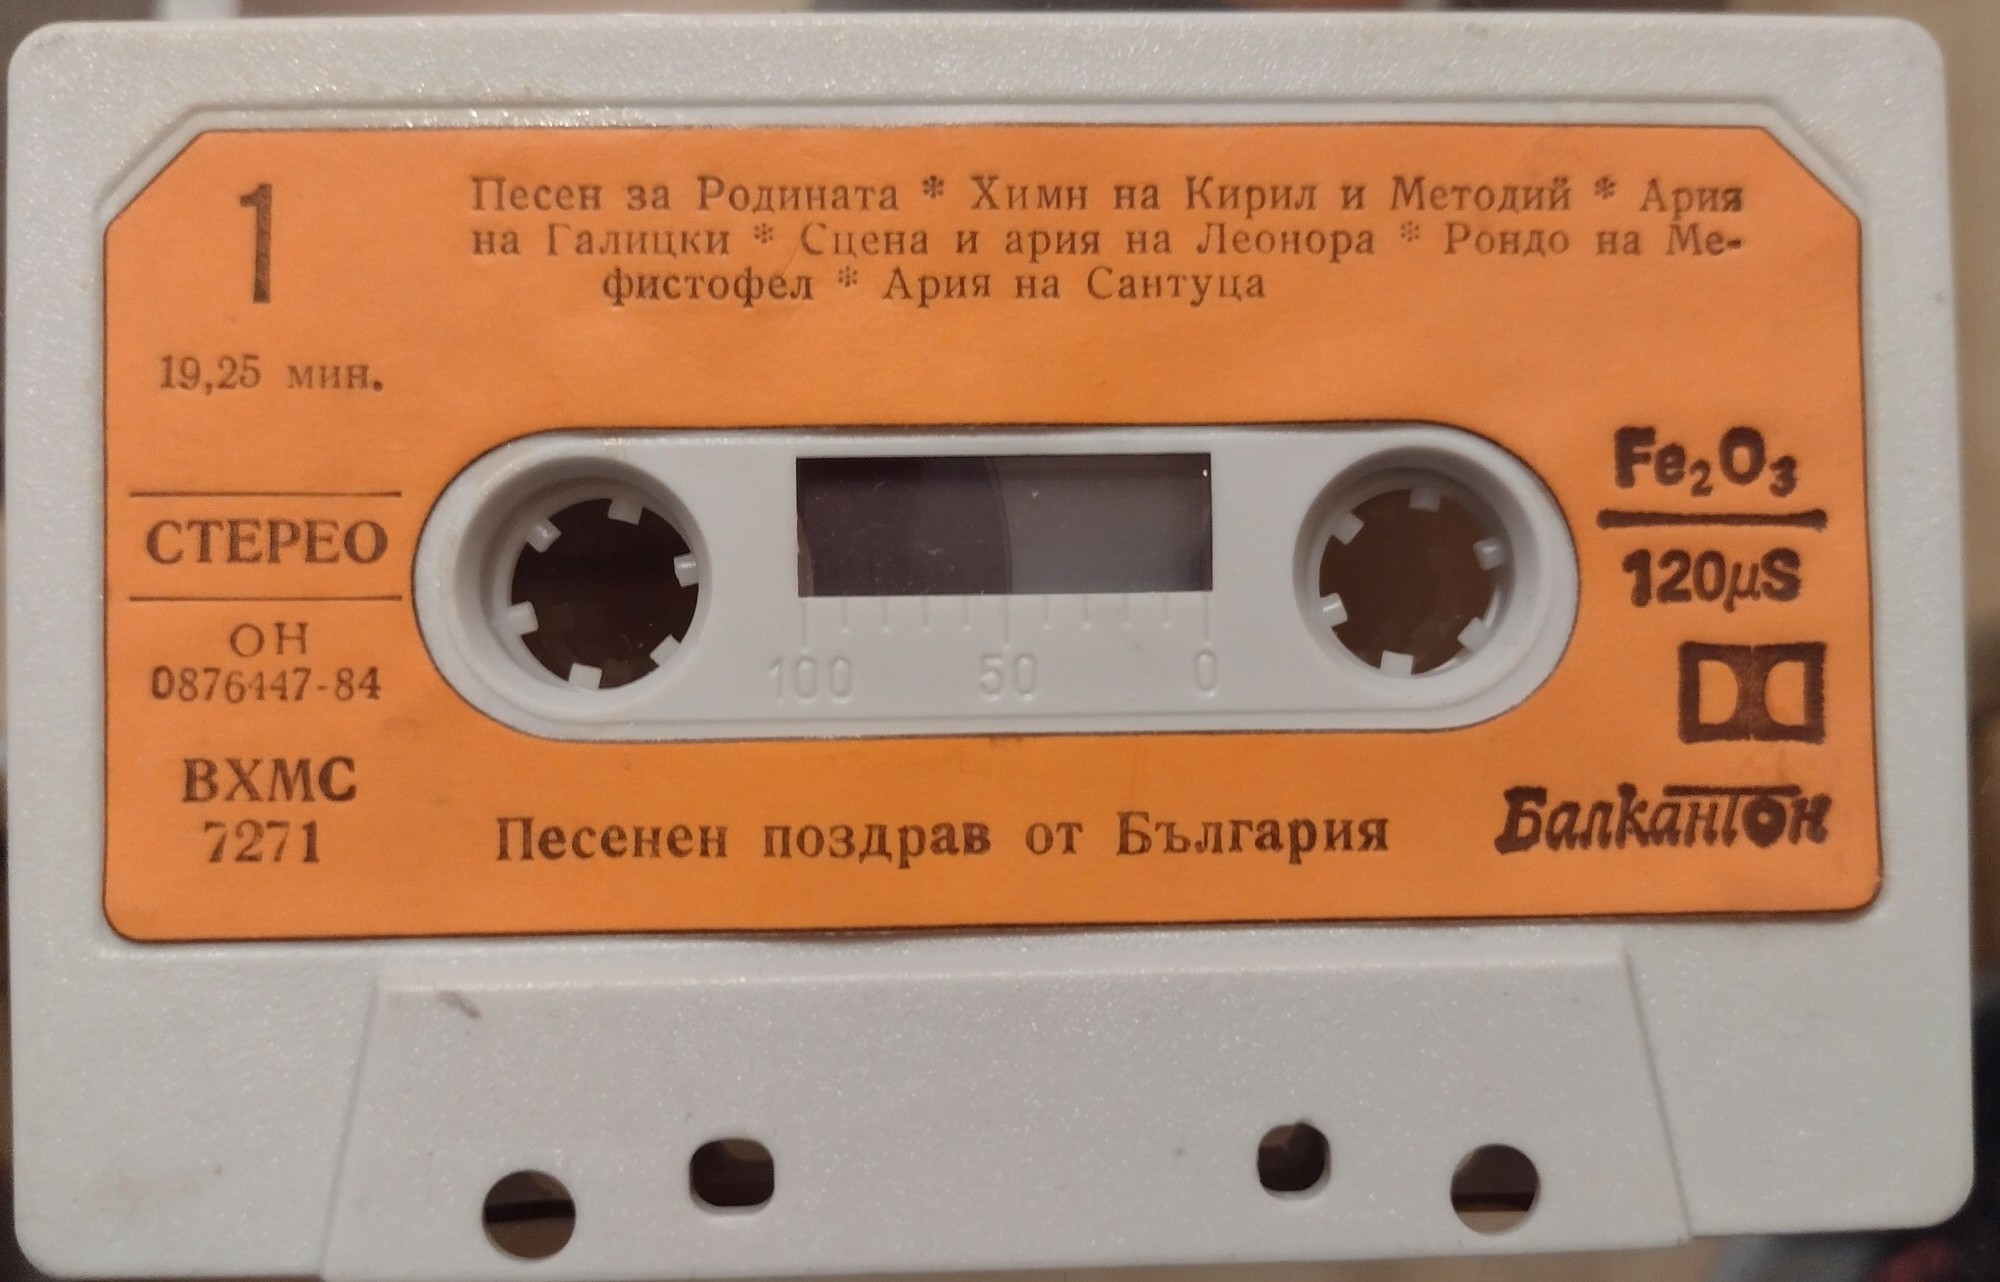 1
Песен за Родината * Химн на Кирил и Методий * Ария
на Галицки * Сцена и ария на Леонора * Рондо на Ме-
фистофел * Ария на Сантуца
19,25 мин.
СТЕРЕО
ОН
0876447-84
ВХМС
7271
Fe₂O₃
120µS
100 50 0
Песенен поздрав от България
Балкантон